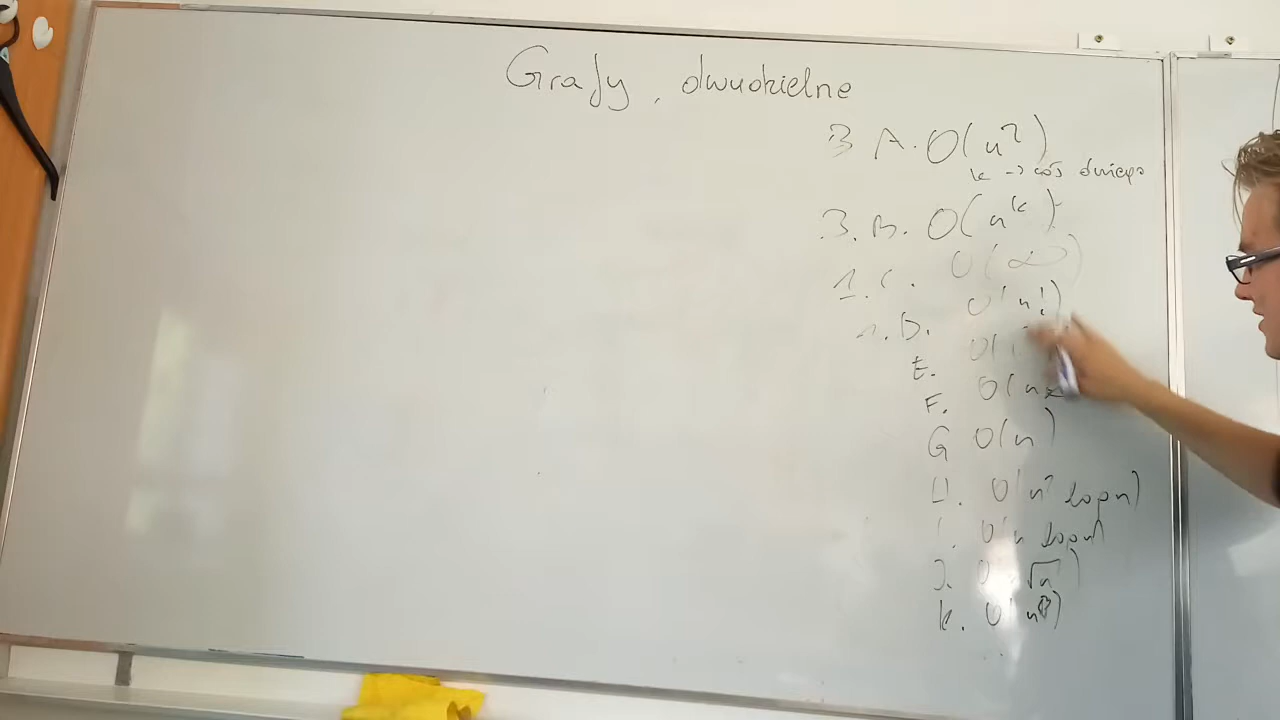 Grafy dwudzielne
3 A. O(n²)
k → coś dużego
3. B. O(n^k)
1. C. O(∞)
1. D. O(n!)
E. O(
F. O(n
G O(n)
H. O(n² log n)
I. O(n log n)
J. O(n√n)
K. O(n